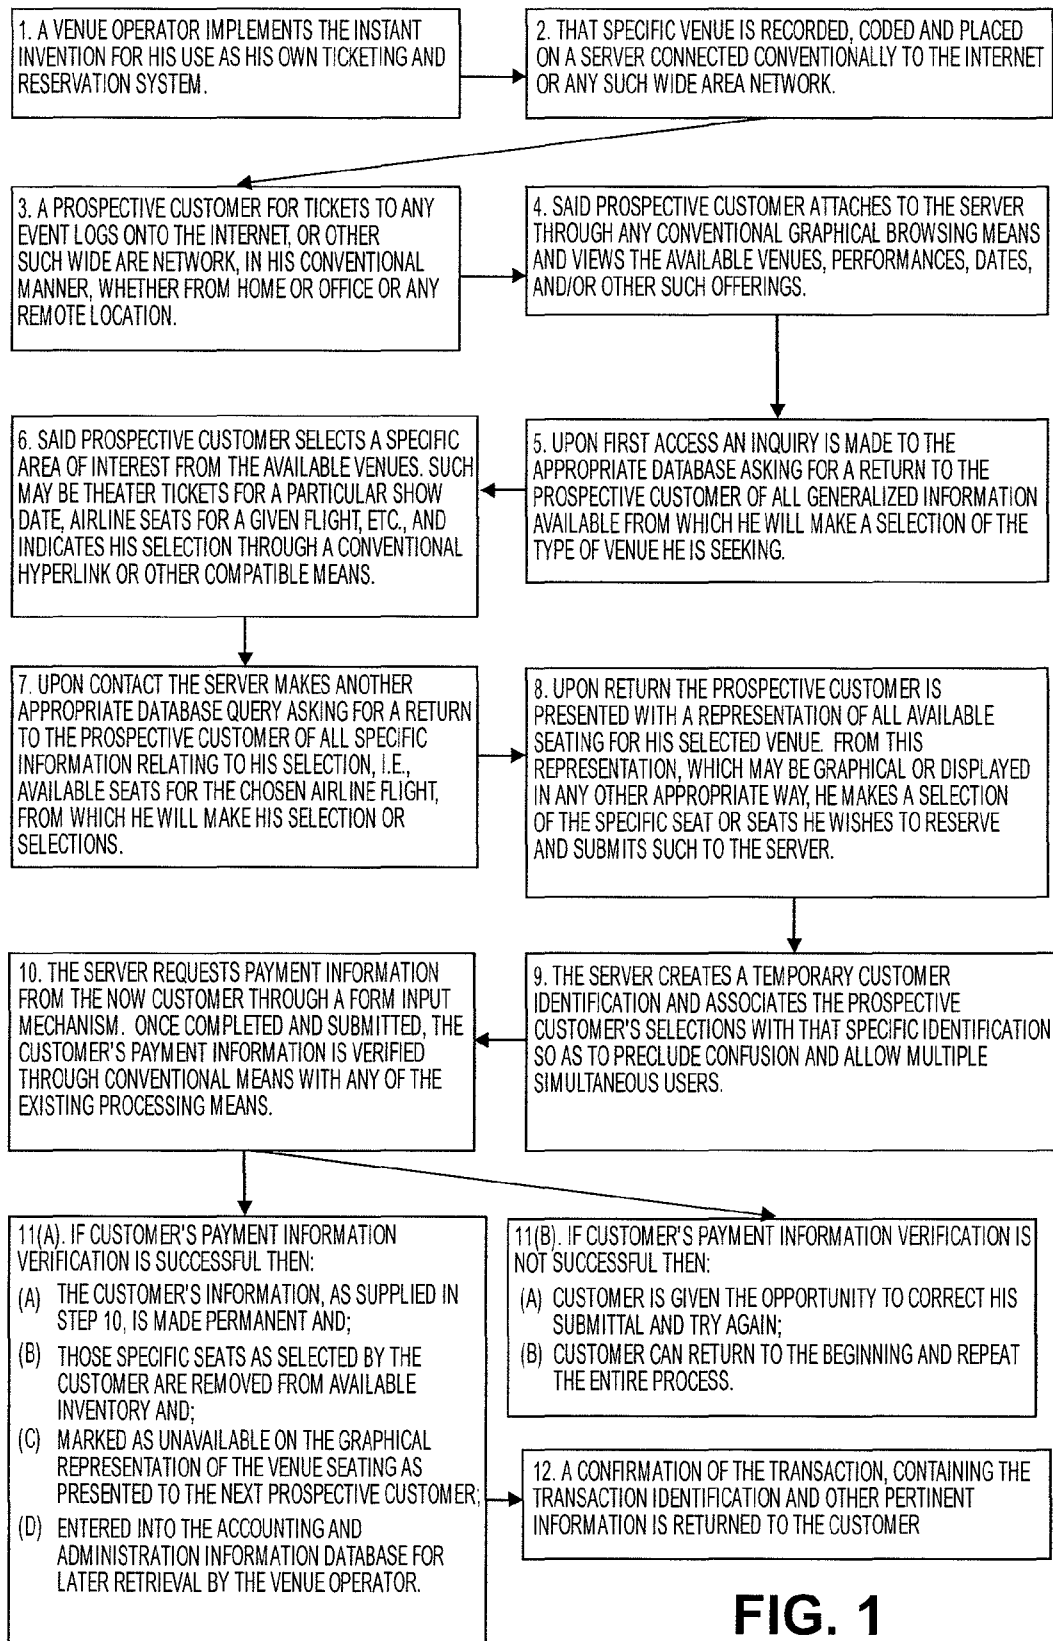 1. A VENUE OPERATOR IMPLEMENTS THE INSTANT
INVENTION FOR HIS USE AS HIS OWN TICKETING AND
RESERVATION SYSTEM.
2. THAT SPECIFIC VENUE IS RECORDED, CODED AND PLACED
ON A SERVER CONNECTED CONVENTIONALLY TO THE INTERNET
OR ANY SUCH WIDE AREA NETWORK.
3. A PROSPECTIVE CUSTOMER FOR TICKETS TO ANY
EVENT LOGS ONTO THE INTERNET, OR OTHER
SUCH WIDE ARE NETWORK, IN HIS CONVENTIONAL
MANNER, WHETHER FROM HOME OR OFFICE OR ANY
REMOTE LOCATION.
4. SAID PROSPECTIVE CUSTOMER ATTACHES TO THE SERVER
THROUGH ANY CONVENTIONAL GRAPHICAL BROWSING MEANS
AND VIEWS THE AVAILABLE VENUES, PERFORMANCES, DATES,
AND/OR OTHER SUCH OFFERINGS.
5. UPON FIRST ACCESS AN INQUIRY IS MADE TO THE
APPROPRIATE DATABASE ASKING FOR A RETURN TO THE
PROSPECTIVE CUSTOMER OF ALL GENERALIZED INFORMATION
AVAILABLE FROM WHICH HE WILL MAKE A SELECTION OF THE
TYPE OF VENUE HE IS SEEKING.
6. SAID PROSPECTIVE CUSTOMER SELECTS A SPECIFIC
AREA OF INTEREST FROM THE AVAILABLE VENUES. SUCH
MAY BE THEATER TICKETS FOR A PARTICULAR SHOW
DATE, AIRLINE SEATS FOR A GIVEN FLIGHT, ETC., AND
INDICATES HIS SELECTION THROUGH A CONVENTIONAL
HYPERLINK OR OTHER COMPATIBLE MEANS.
7. UPON CONTACT THE SERVER MAKES ANOTHER
APPROPRIATE DATABASE QUERY ASKING FOR A RETURN
TO THE PROSPECTIVE CUSTOMER OF ALL SPECIFIC
INFORMATION RELATING TO HIS SELECTION, I.E.,
AVAILABLE SEATS FOR THE CHOSEN AIRLINE FLIGHT,
FROM WHICH HE WILL MAKE HIS SELECTION OR
SELECTIONS.
8. UPON RETURN THE PROSPECTIVE CUSTOMER IS
PRESENTED WITH A REPRESENTATION OF ALL AVAILABLE
SEATING FOR HIS SELECTED VENUE. FROM THIS
REPRESENTATION, WHICH MAY BE GRAPHICAL OR DISPLAYED
IN ANY OTHER APPROPRIATE WAY, HE MAKES A SELECTION
OF THE SPECIFIC SEAT OR SEATS HE WISHES TO RESERVE
AND SUBMITS SUCH TO THE SERVER.
9. THE SERVER CREATES A TEMPORARY CUSTOMER
IDENTIFICATION AND ASSOCIATES THE PROSPECTIVE
CUSTOMER'S SELECTIONS WITH THAT SPECIFIC IDENTIFICATION
SO AS TO PRECLUDE CONFUSION AND ALLOW MULTIPLE
SIMULTANEOUS USERS.
10. THE SERVER REQUESTS PAYMENT INFORMATION
FROM THE NOW CUSTOMER THROUGH A FORM INPUT
MECHANISM. ONCE COMPLETED AND SUBMITTED, THE
CUSTOMER'S PAYMENT INFORMATION IS VERIFIED
THROUGH CONVENTIONAL MEANS WITH ANY OF THE
EXISTING PROCESSING MEANS.
11(A). IF CUSTOMER'S PAYMENT INFORMATION
VERIFICATION IS SUCCESSFUL THEN:
(A) THE CUSTOMER'S INFORMATION, AS SUPPLIED IN
STEP 10, IS MADE PERMANENT AND;
(B) THOSE SPECIFIC SEATS AS SELECTED BY THE
CUSTOMER ARE REMOVED FROM AVAILABLE
INVENTORY AND;
(C) MARKED AS UNAVAILABLE ON THE GRAPHICAL
REPRESENTATION OF THE VENUE SEATING AS
PRESENTED TO THE NEXT PROSPECTIVE CUSTOMER;
(D) ENTERED INTO THE ACCOUNTING AND
ADMINISTRATION INFORMATION DATABASE FOR
LATER RETRIEVAL BY THE VENUE OPERATOR.
11(B). IF CUSTOMER'S PAYMENT INFORMATION VERIFICATION IS
NOT SUCCESSFUL THEN:
(A) CUSTOMER IS GIVEN THE OPPORTUNITY TO CORRECT HIS
SUBMITTAL AND TRY AGAIN;
(B) CUSTOMER CAN RETURN TO THE BEGINNING AND REPEAT
THE ENTIRE PROCESS.
12. A CONFIRMATION OF THE TRANSACTION, CONTAINING THE
TRANSACTION IDENTIFICATION AND OTHER PERTINENT
INFORMATION IS RETURNED TO THE CUSTOMER
FIG. 1